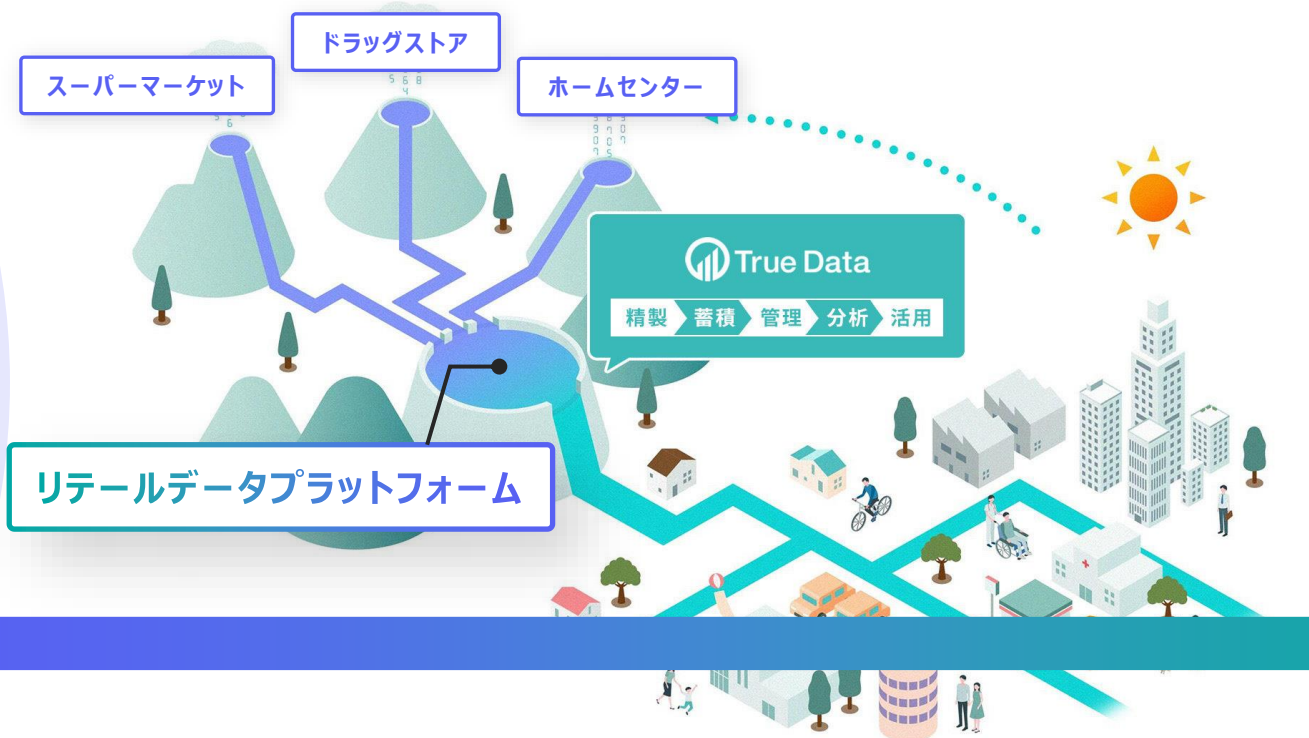 ドラッグストア
スーパーマーケット
ホームセンター
True Data
精製 蓄積 管理 分析 活用
リテールデータプラットフォーム